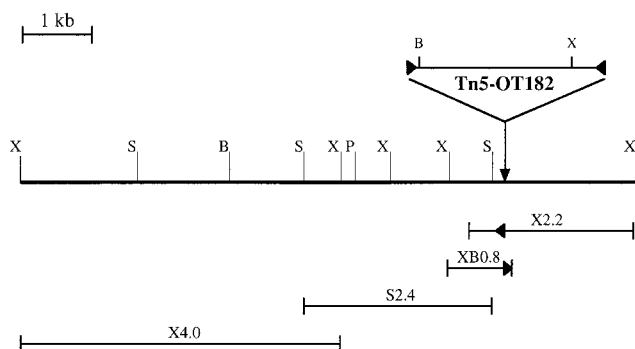 1 kb
B X
Tn5-OT182
X S B S X P X X S X
X2.2
XB0.8
S2.4
X4.0